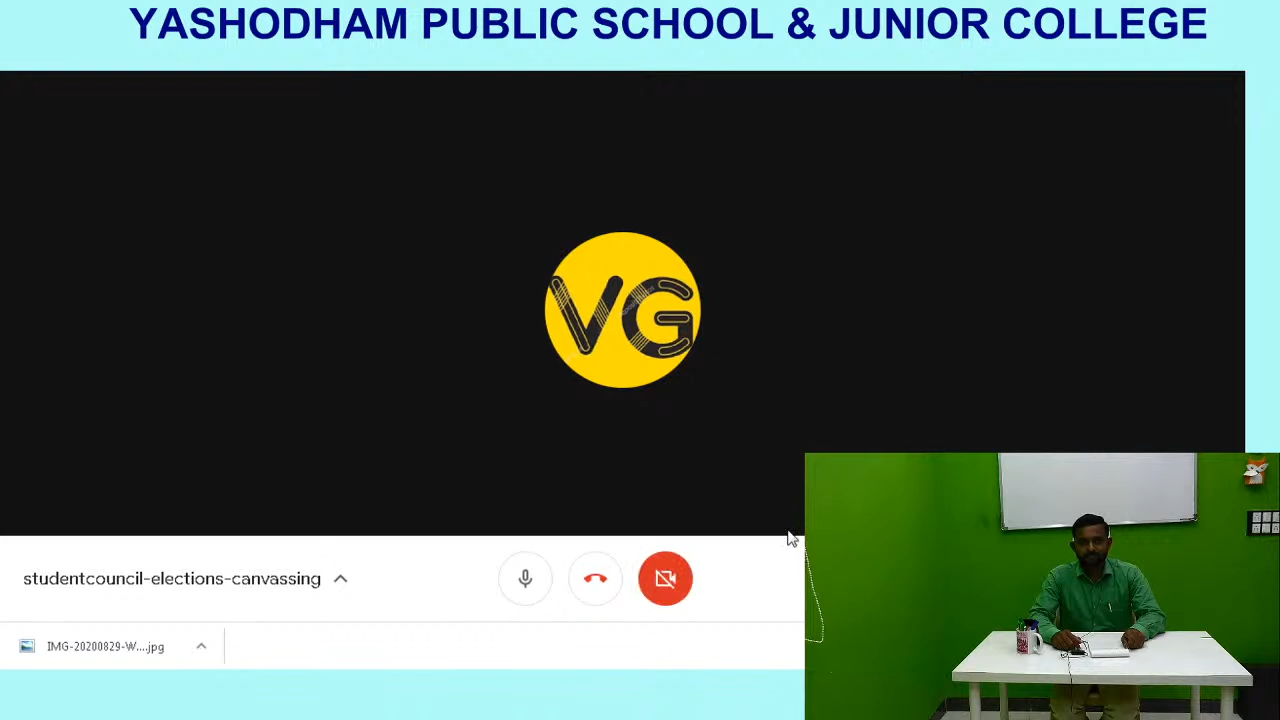 YASHODHAM PUBLIC SCHOOL & JUNIOR COLLEGE
VG
studentcouncil-elections-canvassing
IMG-20200829-W....jpg